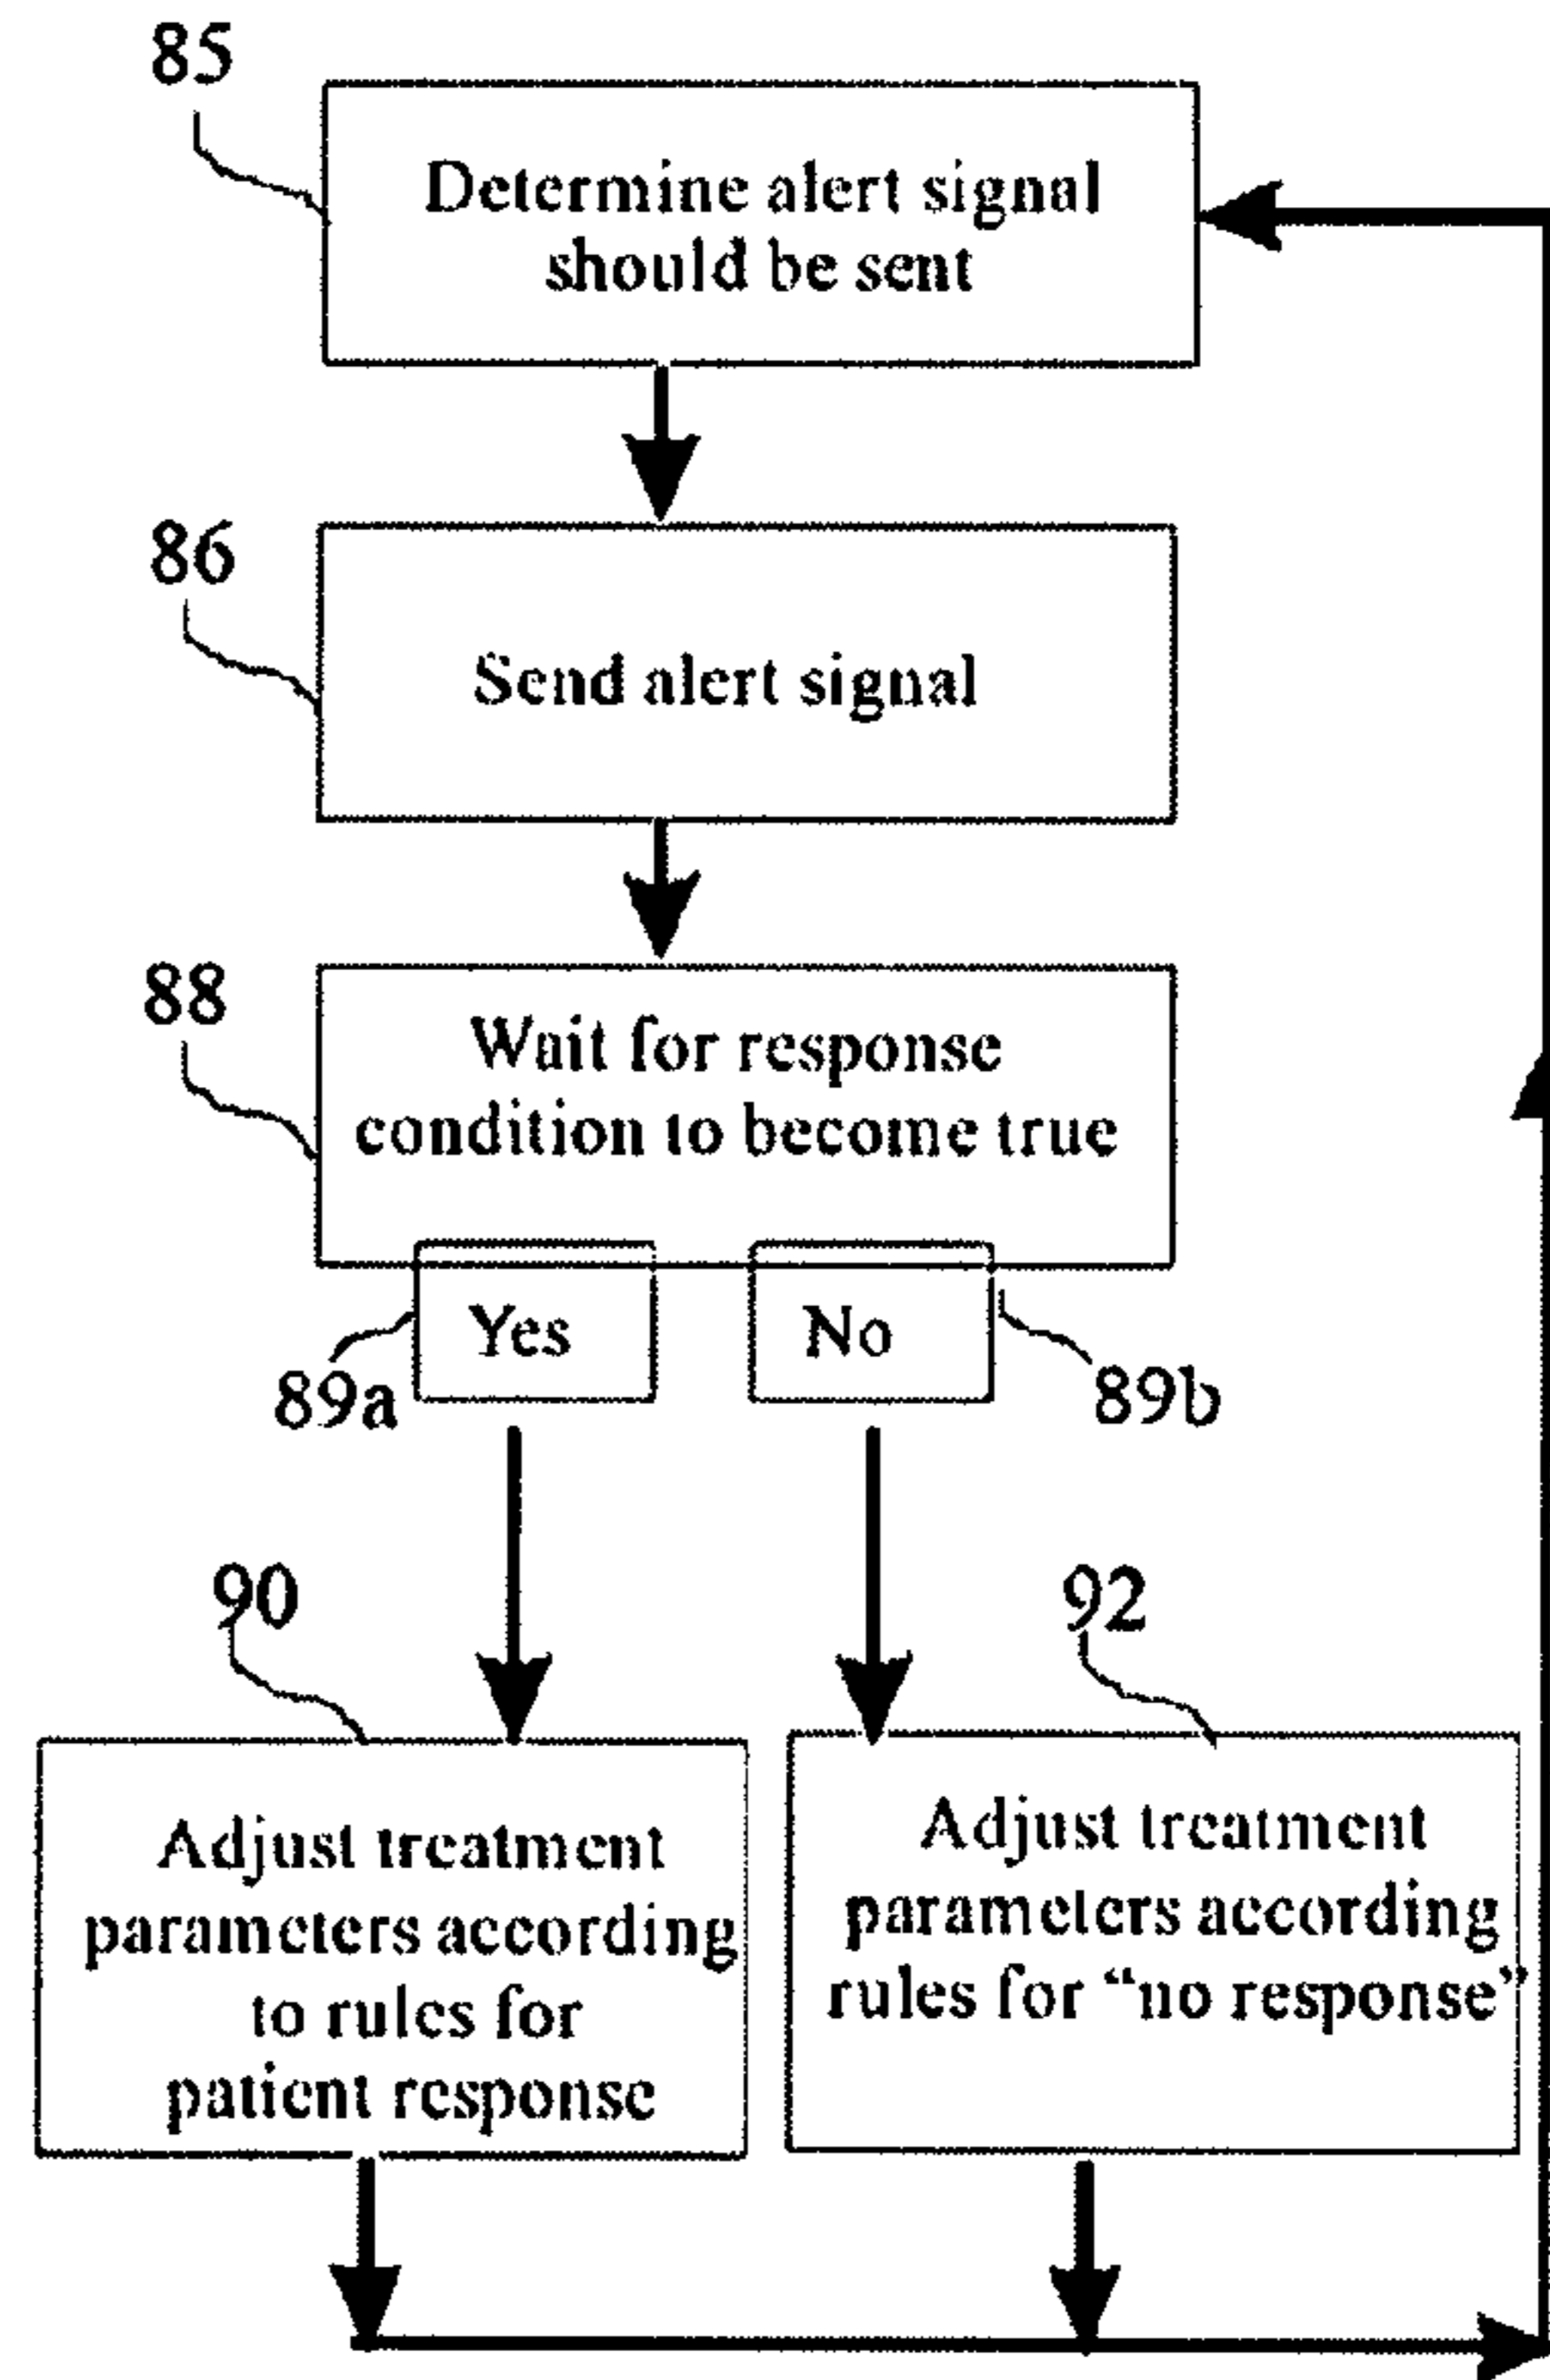 85
Determine alert signal
should be sent
86
Send alert signal
88
Wait for response
condition to become true
Yes
No
89a
89b
90
92
Adjust treatment
parameters according
to rules for
patient response
Adjust treatment
parameters according
rules for “no response”